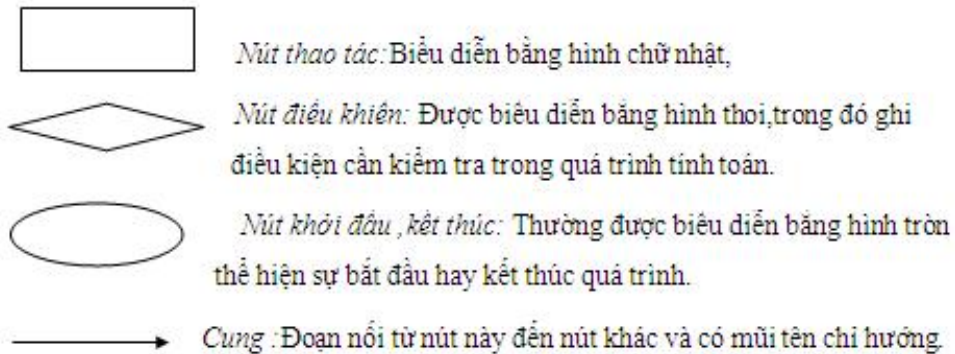 Nút thao tác:Biểu diễn bằng hình chữ nhật,
Nút điều khiên: Được biêu diễn bằng hình thoi,trong đó ghi
điều kiện cần kiểm tra trong quá trình tính toán.
Nút khởi đầu ,kết thúc: Thường được biêu diễn bằng hình tròn
thể hiện sự bắt đầu hay kết thúc quá trình.
Cung :Đoạn nối từ nút này đến nút khác và có mũi tên chỉ hướng.